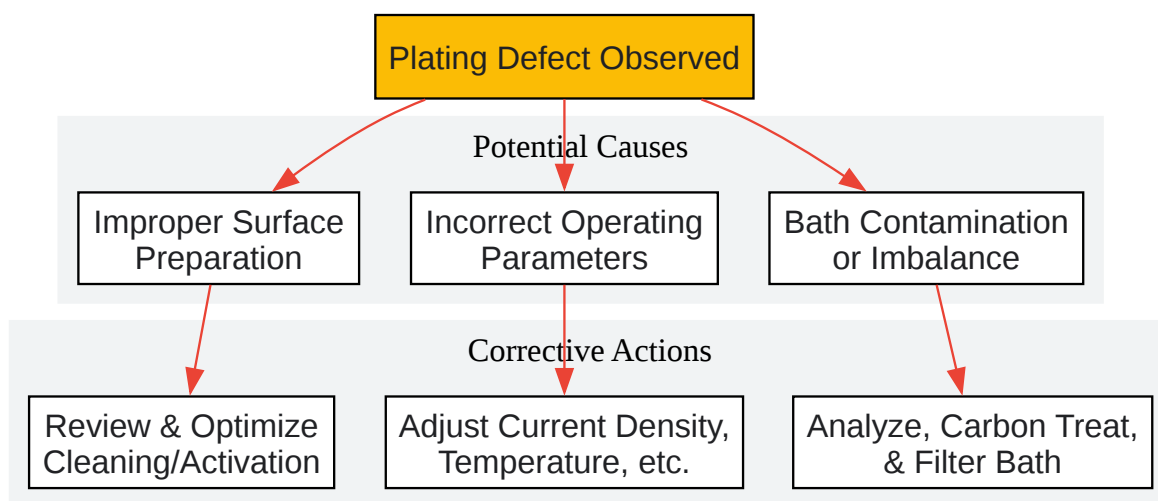 Plating Defect Observed
Potential Causes
Improper Surface
Preparation
Incorrect Operating
Parameters
Bath Contamination
or Imbalance
Corrective Actions
Review & Optimize
Cleaning/Activation
Adjust Current Density,
Temperature, etc.
Analyze, Carbon Treat,
& Filter Bath